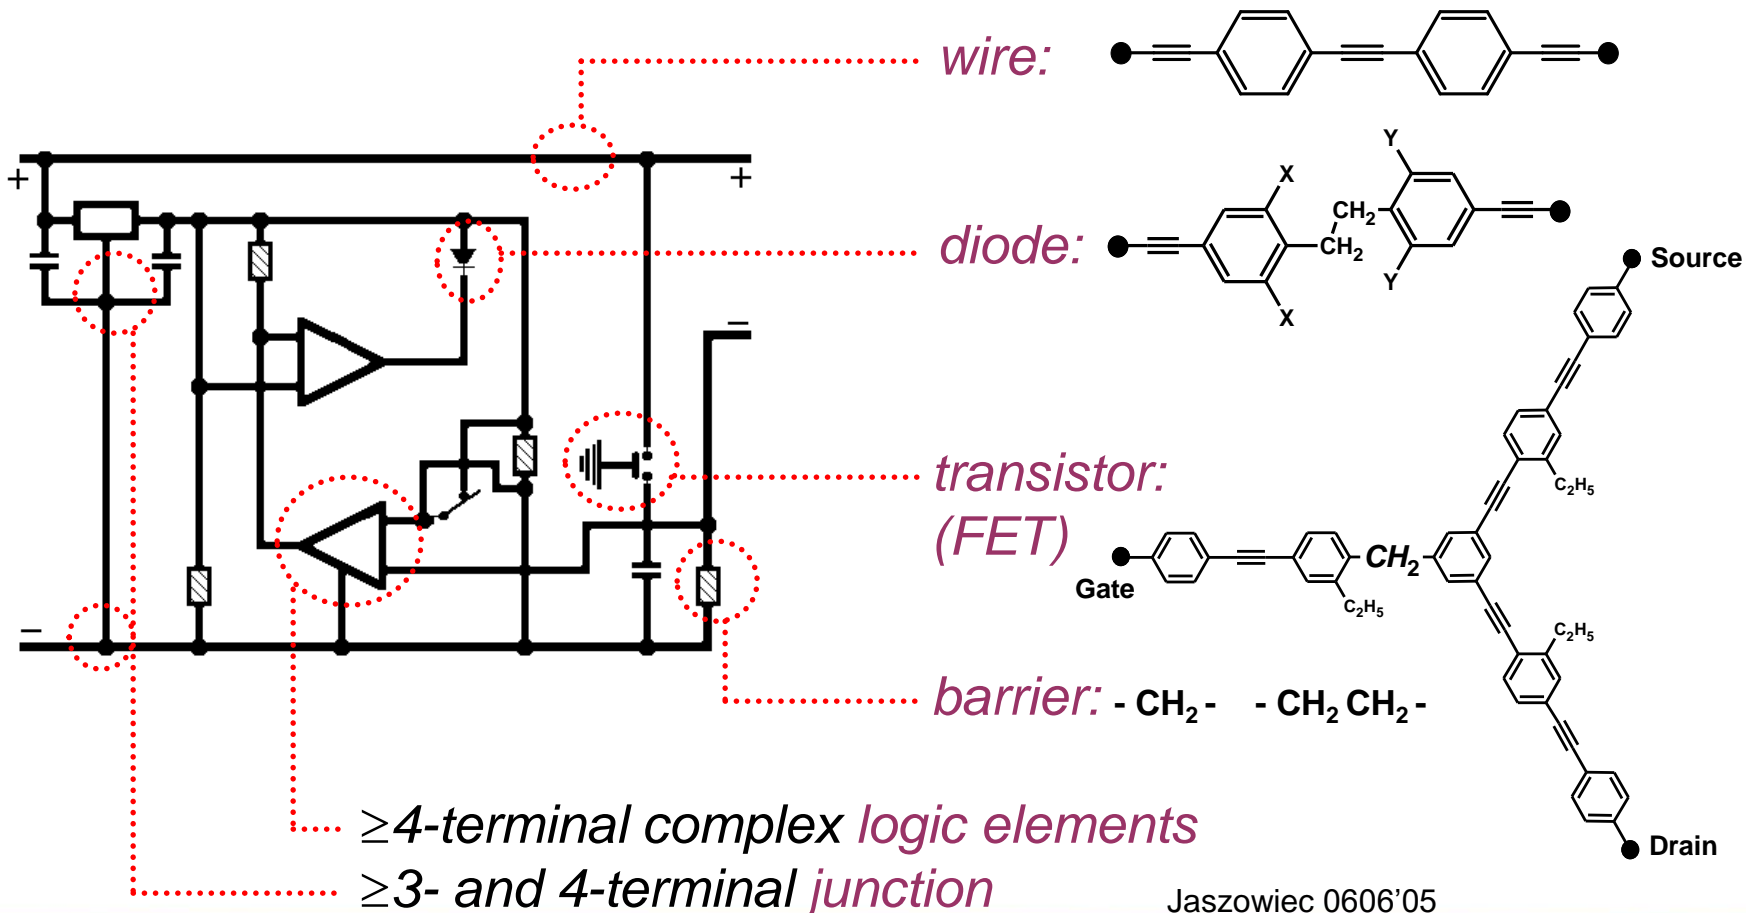 wire:
+
+
diode:
X
X
CH₂
CH₂
Y
Y
Source
–
transistor:
(FET)
C₂H₅
Gate
CH₂
C₂H₅
C₂H₅
–
barrier: - CH₂ - - CH₂ CH₂ -
Drain
≥4-terminal complex logic elements
≥3- and 4-terminal junction
Jaszowiec 0606'05